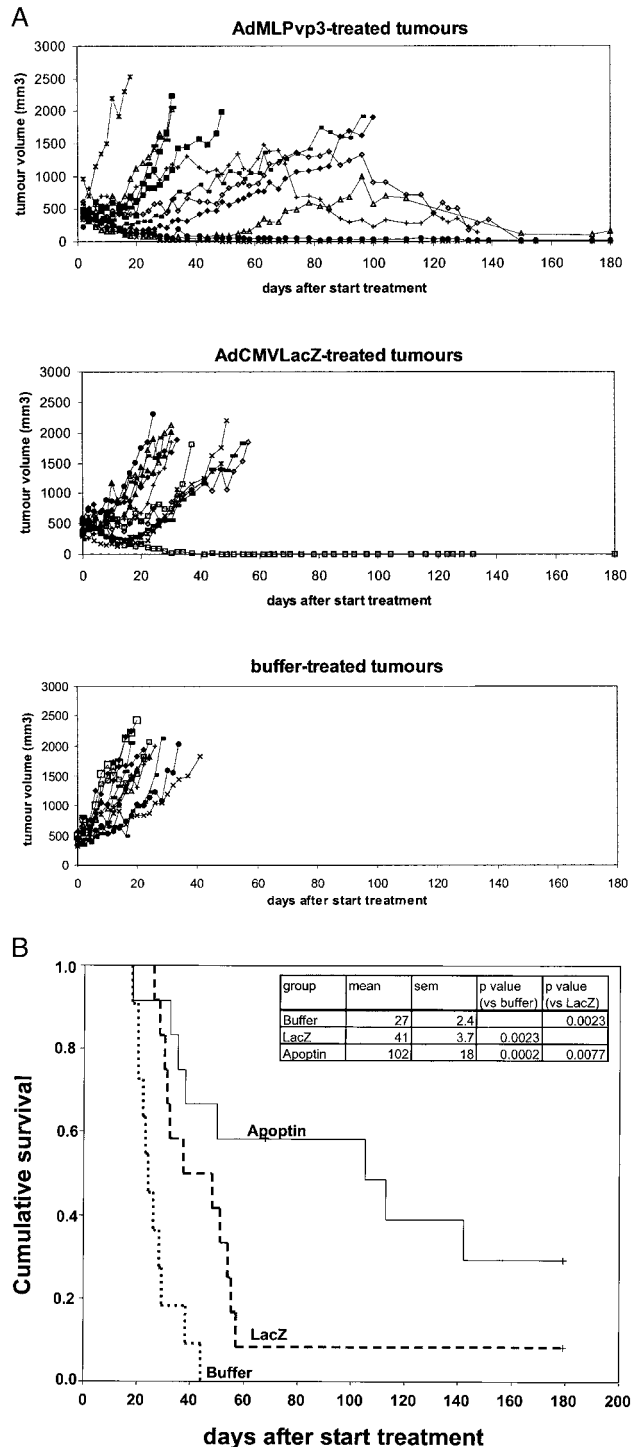 A
AdMLPvp3-treated tumours
tumour volume (mm3)
3000
2500
2000
1500
1000
500
0
0 20 40 60 80 100 120 140 160 180
days after start treatment
AdCMVLacZ-treated tumours
tumour volume (mm3)
3000
2500
2000
1500
1000
500
0
0 20 40 60 80 100 120 140 160 180
days after start treatment
buffer-treated tumours
tumour volume (mm3)
3000
2500
2000
1500
1000
500
0
0 20 40 60 80 100 120 140 160 180
days after start treatment
B
Cumulative survival
1.0
0.8
0.6
0.4
0.2
0.0
group mean sem p value (vs buffer) p value (vs LacZ)
Buffer 27 2.4 0.0023
LacZ 41 3.7 0.0023
Apoptin 102 18 0.0002 0.0077
Apoptin
LacZ
Buffer
0 20 40 60 80 100 120 140 160 180 200
days after start treatment